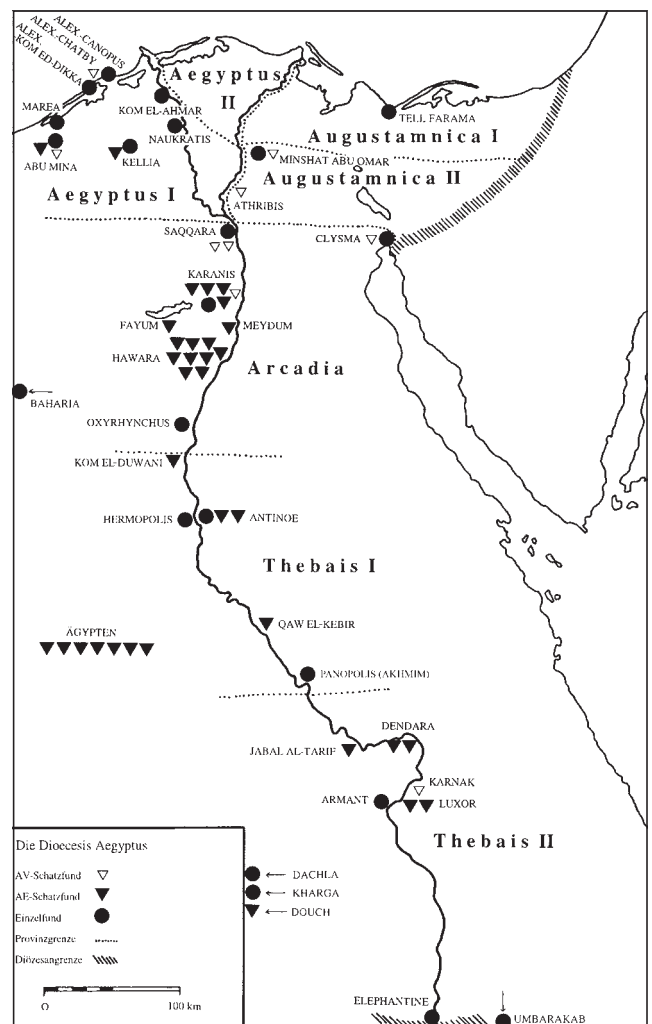 ALEX.-CANOPUS
ALEX.-CHATBY
ALEX.
-KOM ED-DIKKA
Aegyptus
II
MAREA
KOM EL-AHMAR
NAUKRATIS
TELL FARAMA
Augustamnica I
ABU MINA
KELLIA
MINSHAT ABU OMAR
Augustamnica II
Aegyptus I
ATHRIBIS
SAQQARA
CLYSMA
KARANIS
FAYUM
MEYDUM
HAWARA
Arcadia
BAHARIA
OXYRHYNCHUS
KOM EL-DUWANI
HERMOPOLIS
ANTINOE
Thebais I
QAW EL-KEBIR
ÄGYPTEN
PANOPOLIS (AKHMIM)
DENDARA
JABAL AL-TARIF
KARNAK
ARMANT
LUXOR
Thebais II
Die Dioecesis Aegyptus
AV-Schatzfund
AE-Schatzfund
Einzelfund
Provinzgrenze
Diözesangrenze
O 100 km
DACHLA
KHARGA
DOUCH
ELEPHANTINE
UMBARAKAB